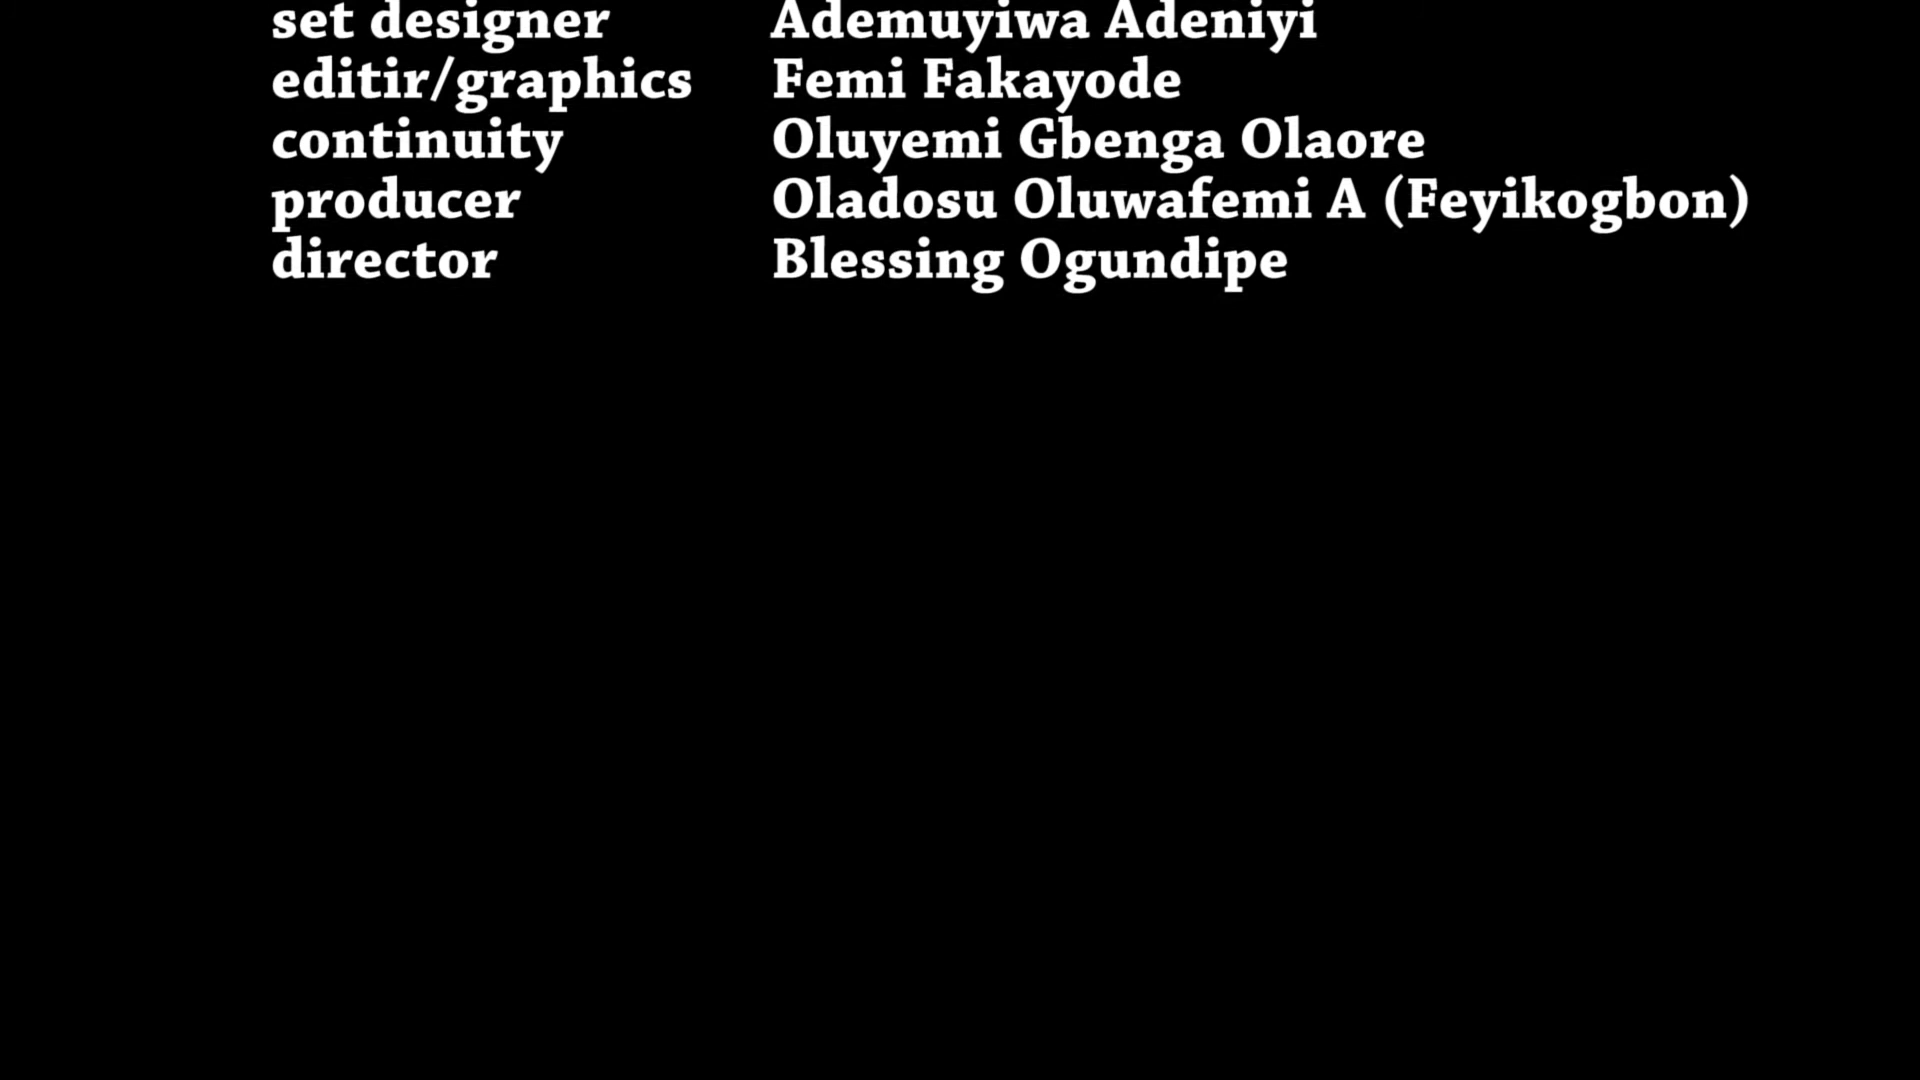 set designer Ademuyiwa Adeniyi
editir/graphics Femi Fakayode
continuity Oluyemi Gbenga Olaore
producer Oladosu Oluwafemi A (Feyikogbon)
director Blessing Ogundipe